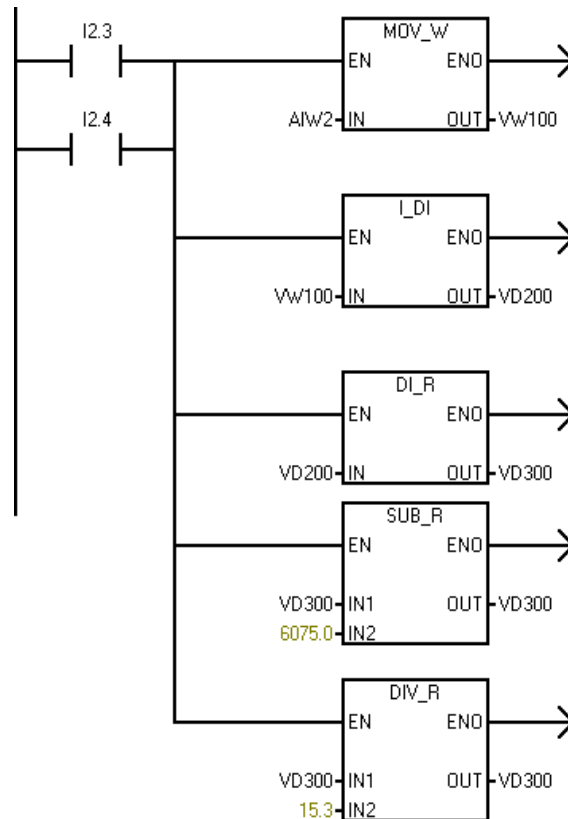 I2.3
MOV_W
EN ENO
AIW2 IN OUT VW100
I2.4
I_DI
EN ENO
VW100 IN OUT VD200
DI_R
EN ENO
VD200 IN OUT VD300
SUB_R
EN ENO
VD300 IN1 OUT VD300
6075.0 IN2
DIV_R
EN ENO
VD300 IN1 OUT VD300
15.3 IN2